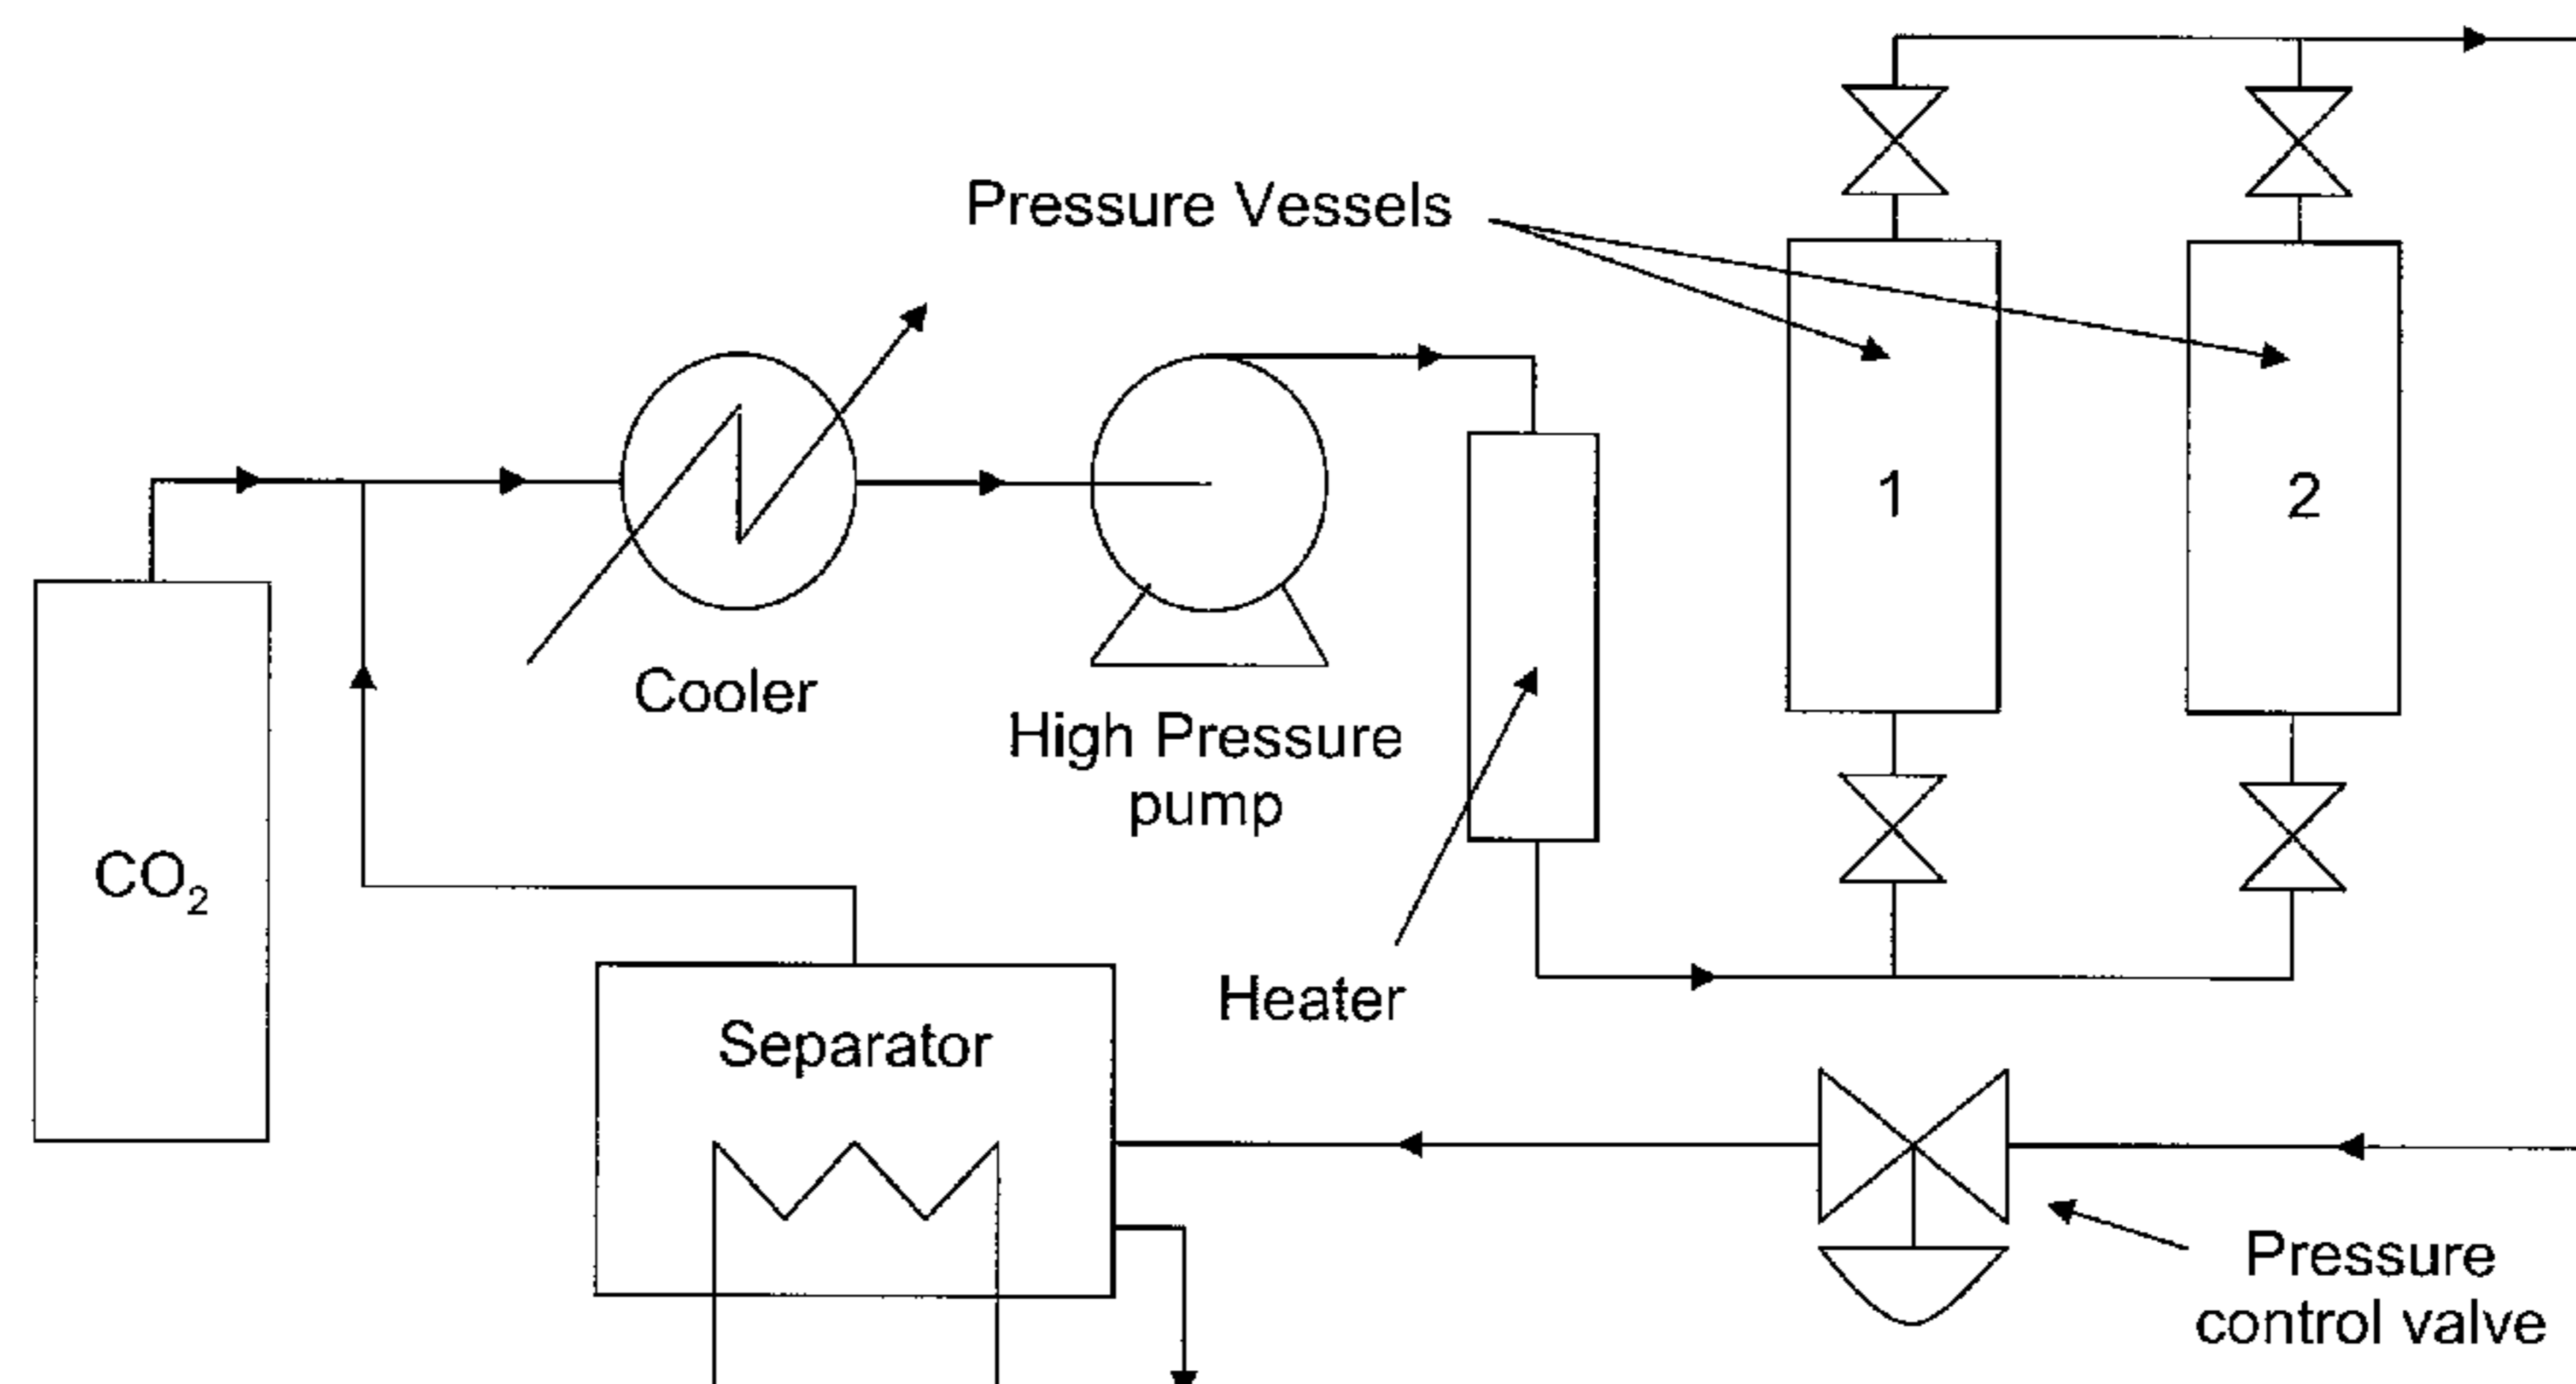 Pressure Vessels
1
2
Cooler
High Pressure
pump
CO₂
Heater
Separator
Pressure
control valve